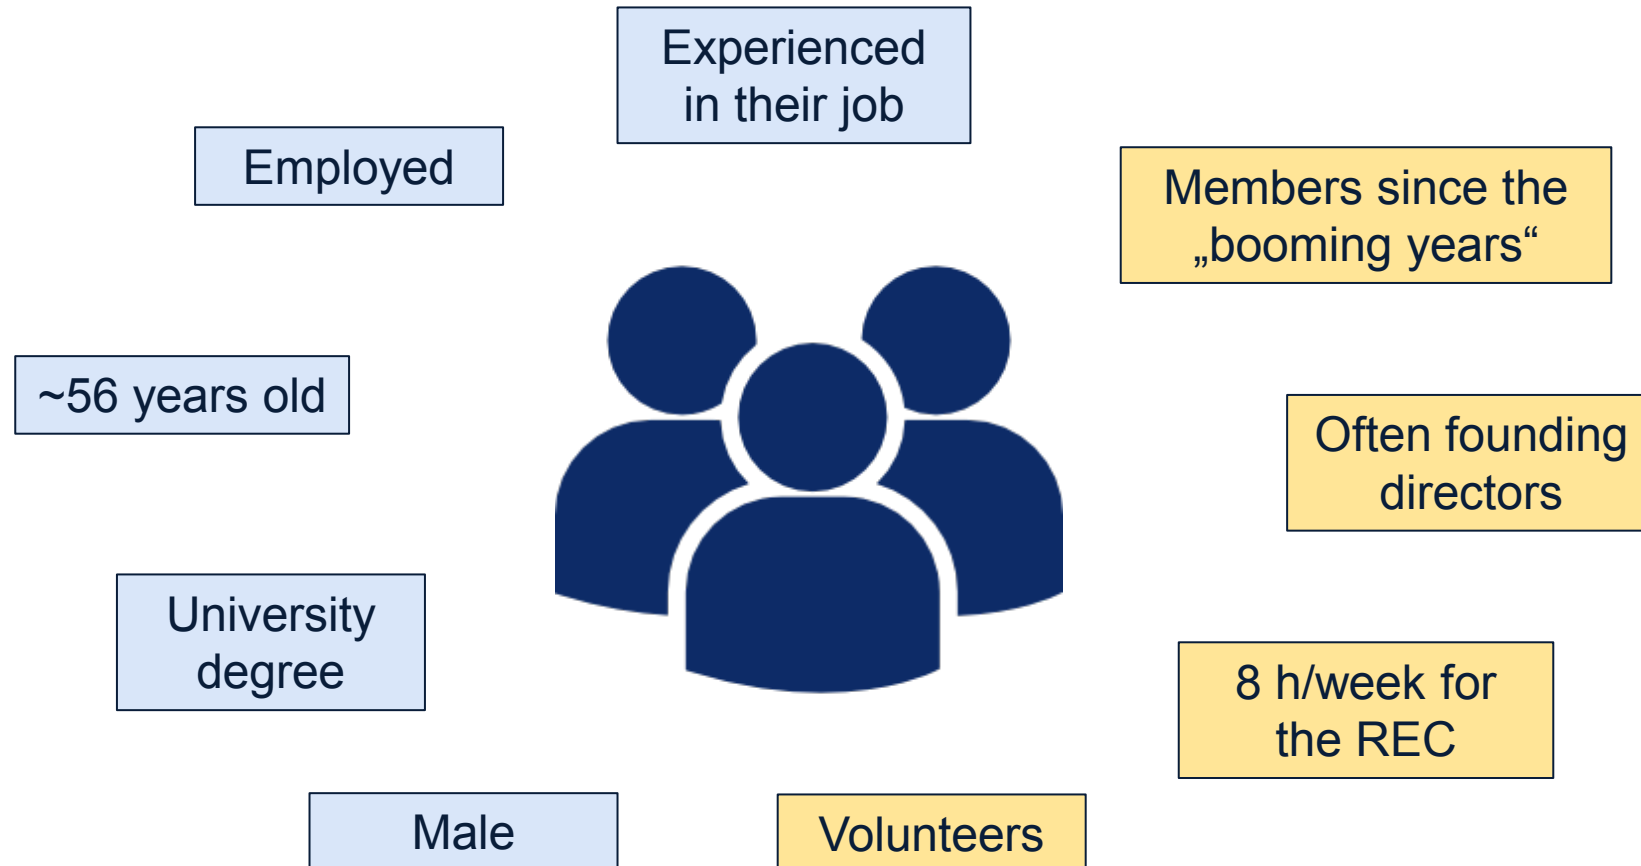 Experienced
in their job
Employed
Members since the
„booming years“
~56 years old
Often founding
directors
University
degree
8 h/week for
the REC
Male
Volunteers